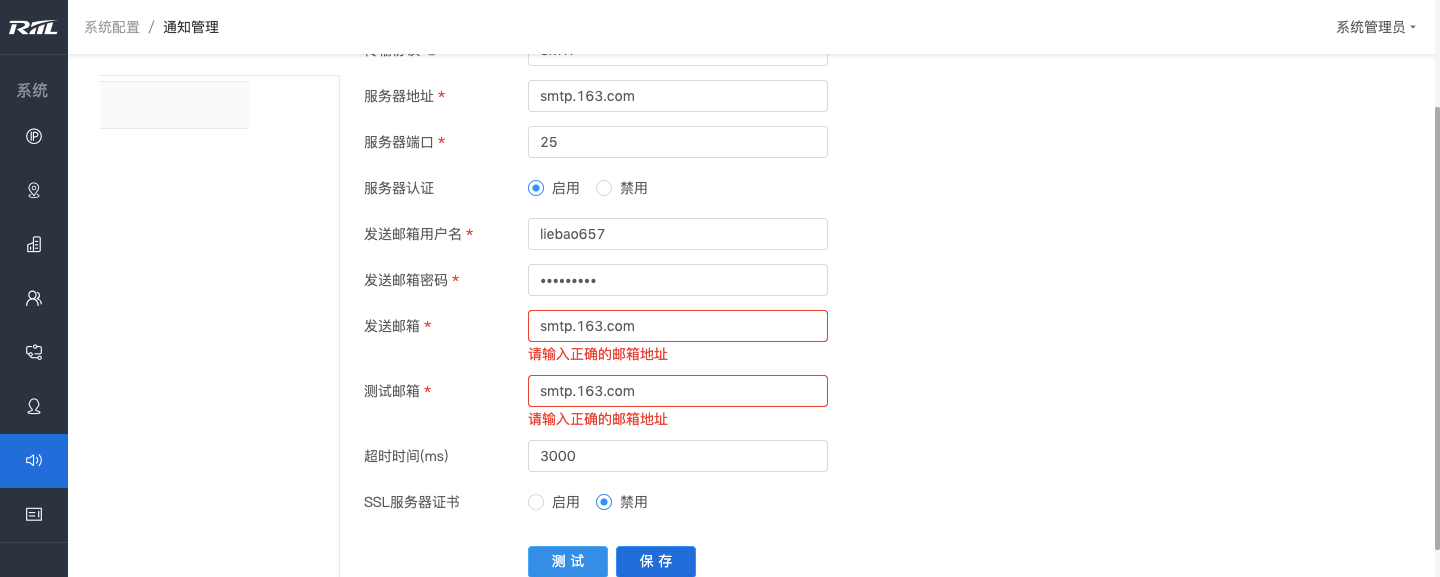 RIIL
系统配置 / 通知管理
系统管理员
系统
服务器地址 *
smtp.163.com
服务器端口 *
25
服务器认证
启用 禁用
发送邮箱用户名 *
liebao657
发送邮箱密码 *
•••••••••
发送邮箱 *
smtp.163.com
请输入正确的邮箱地址
测试邮箱 *
smtp.163.com
请输入正确的邮箱地址
超时时间(ms)
3000
SSL服务器证书
启用 禁用
测 试
保 存